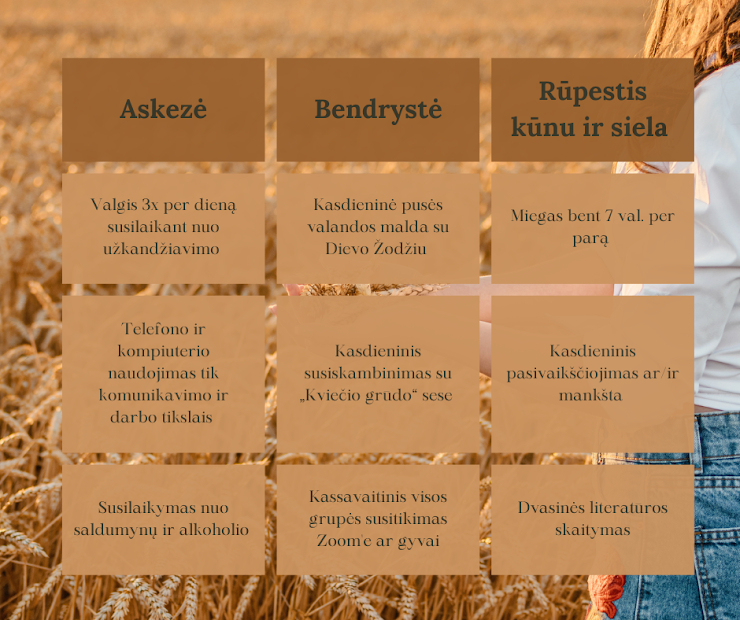 Askezė
Bendrystė
Rūpestis
kūnu ir siela
Valgis 3x per dieną
susilaikant nuo
užkandžiavimo
Kasdieninė pusės
valandos malda su
Dievo Žodžiu
Miegas bent 7 val. per
parą
Telefono ir
kompiuterio
naudojimas tik
komunikavimo ir
darbo tikslais
Kasdieninis
susiskambinimas su
„Kviečio grūdo“ sese
Kasdieninis
pasivaikščiojimas ar/ir
mankšta
Susilaikymas nuo
saldumynų ir alkoholio
Kassavaitinis visos
grupės susitikimas
Zoom'e ar gyvai
Dvasinės literatūros
skaitymas